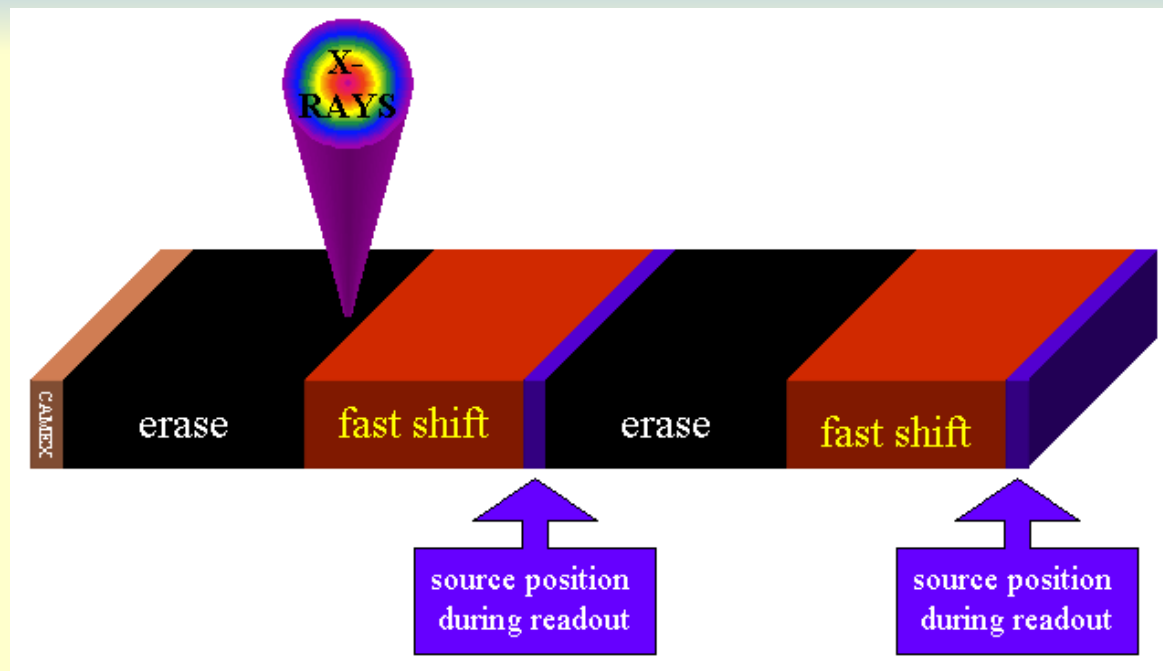 X-
RAYS
CAMEX
erase
fast shift
erase
fast shift
source position
during readout
source position
during readout